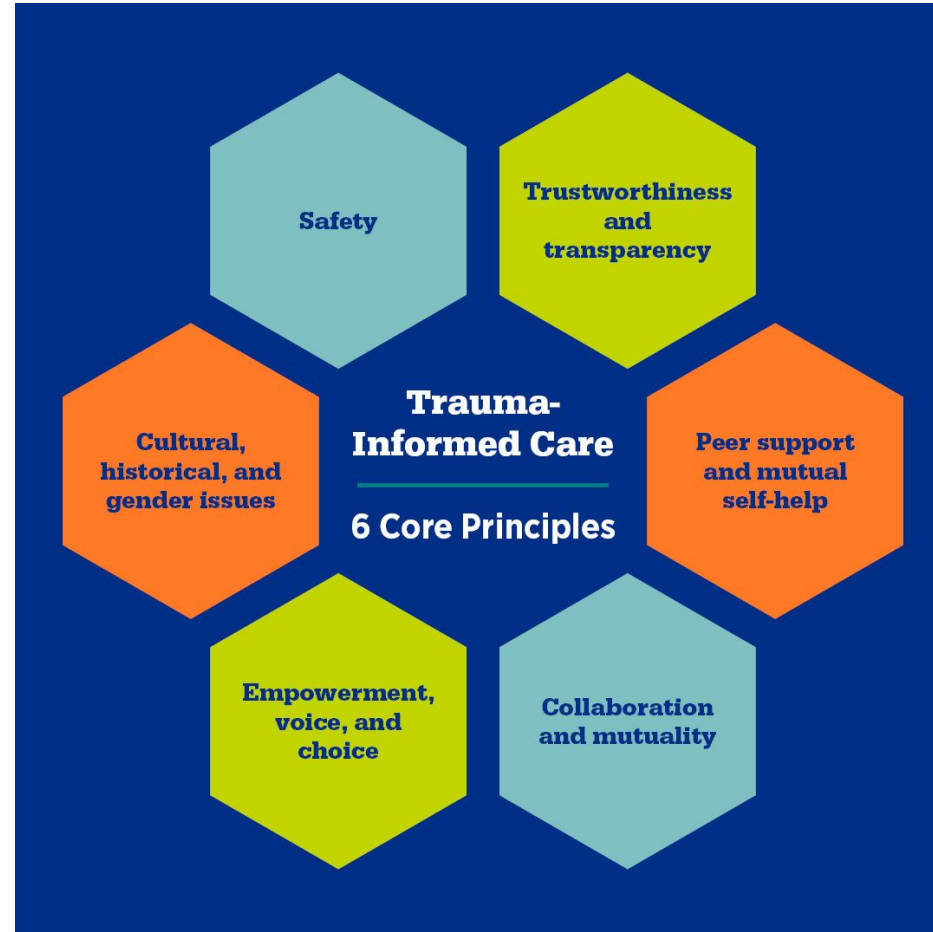 Safety
Trustworthiness
and
transparency
Cultural,
historical, and
gender issues
Trauma-
Informed Care
6 Core Principles
Peer support
and mutual
self-help
Empowerment,
voice, and
choice
Collaboration
and mutuality